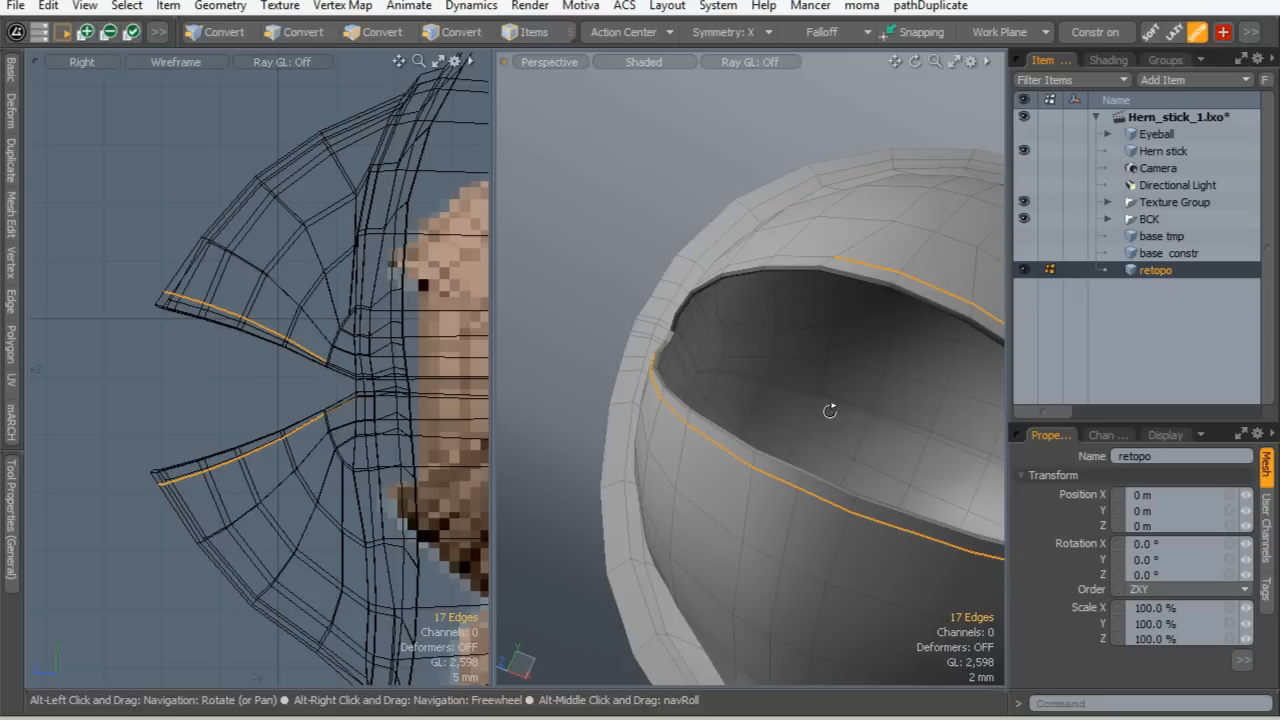 File Edit View Select Item Geometry Texture Vertex Map Animate Dynamics Render Motiva ACS Layout System Help Mancer moma pathDuplicate
>> Convert Convert Convert Convert Items Action Center Symmetry: X Falloff Snapping Work Plane Constr on SOFT LAZY >>
Right Wireframe Ray GL: Off
Perspective Shaded Ray GL: Off
Item ... Shading Groups
Filter Items Add Item F
Name
Hern_stick_1.lxo*
Eyeball
Hern stick
Camera
Directional Light
Texture Group
BCK
base tmp
base constr
retopo
Basic
Deform
Duplicate
Mesh Edit
Vertex
Edge
Polygon
UV
mARCH
Tool Properties (General)
+Z
-Y
17 Edges
Channels: 0
Deformers: OFF
GL: 2,598
5 mm
17 Edges
Channels: 0
Deformers: OFF
GL: 2,598
2 mm
Prope... Chan ... Display
Name retopo
Transform
Position X 0 m
Y 0 m
Z 0 m
Rotation X 0.0 °
Y 0.0 °
Z 0.0 °
Order ZXY
Scale X 100.0 %
Y 100.0 %
Z 100.0 %
>>
Mesh
User Channels
Tags
Alt-Left Click and Drag: Navigation: Rotate (or Pan) ● Alt-Right Click and Drag: Navigation: Freewheel ● Alt-Middle Click and Drag: navRoll
> Command